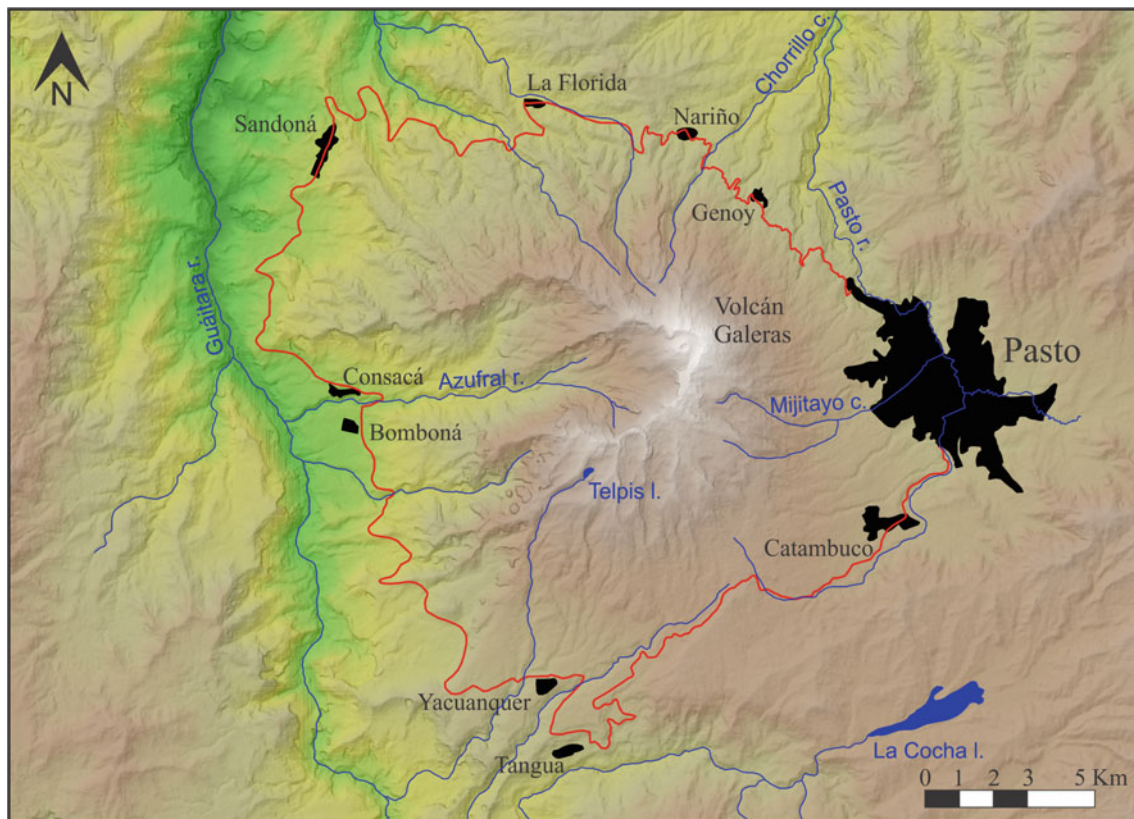 N
La Florida
Chorrillo c.
Sandoná
Nariño
Genoy
Pasto r.
Guáitara r.
Volcán
Galeras
Pasto
Consacá
Azufral r.
Mijitayo c.
Bomboná
Telpis l.
Catambuco
Yacuanquer
Tangua
La Cocha l.
0 1 2 3 5 Km